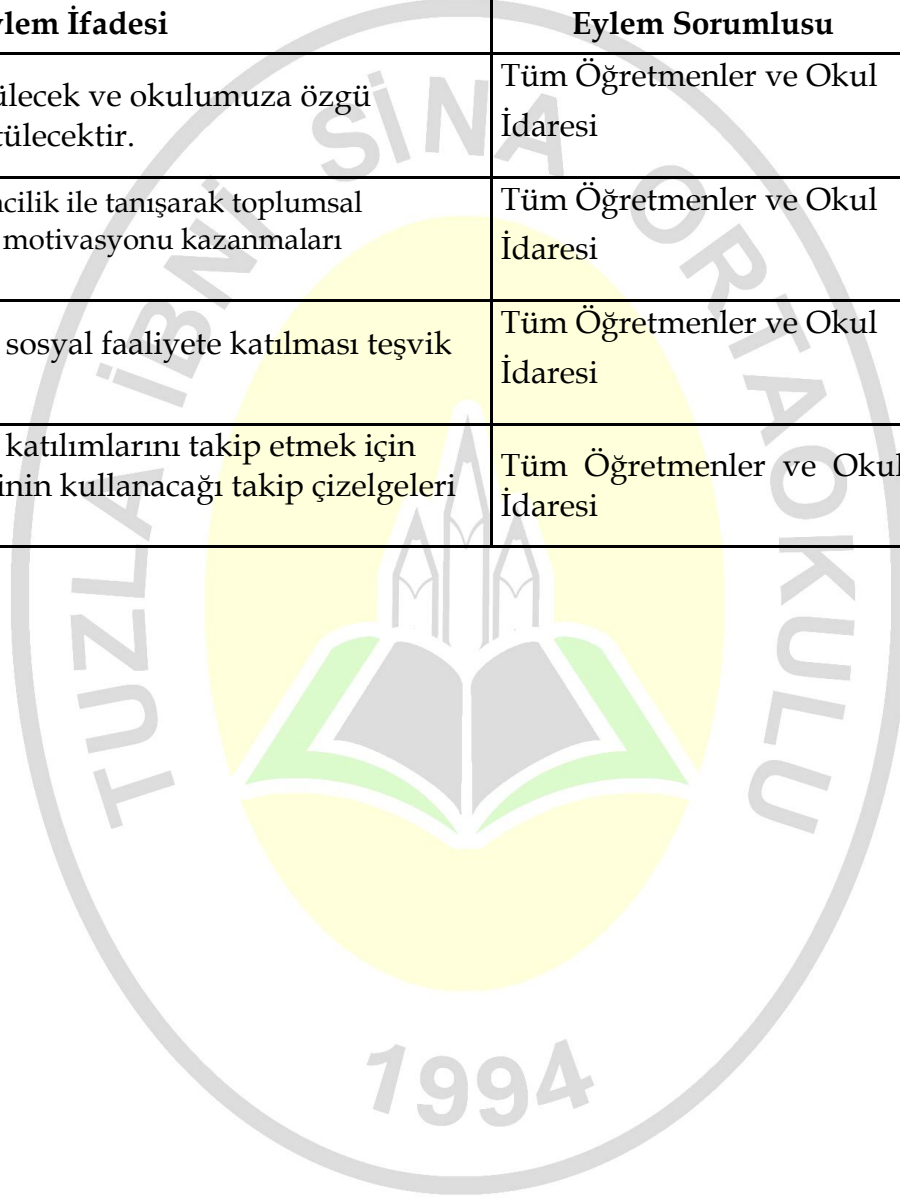 ylem İfadesi
Eylem Sorumlusu
ülecek ve okulumuza özgü
tülecektir.
Tüm Öğretmenler ve Okul
İdaresi
ncilik ile tanışarak toplumsal
motivasyonu kazanmaları
Tüm Öğretmenler ve Okul
İdaresi
sosyal faaliyete katılması teşvik
Tüm Öğretmenler ve Okul
İdaresi
katılımlarını takip etmek için
inin kullanacağı takip çizelgeleri
Tüm Öğretmenler ve Okul
İdaresi
TUZLA İBNİ SİNA ORTAOKULU
1994